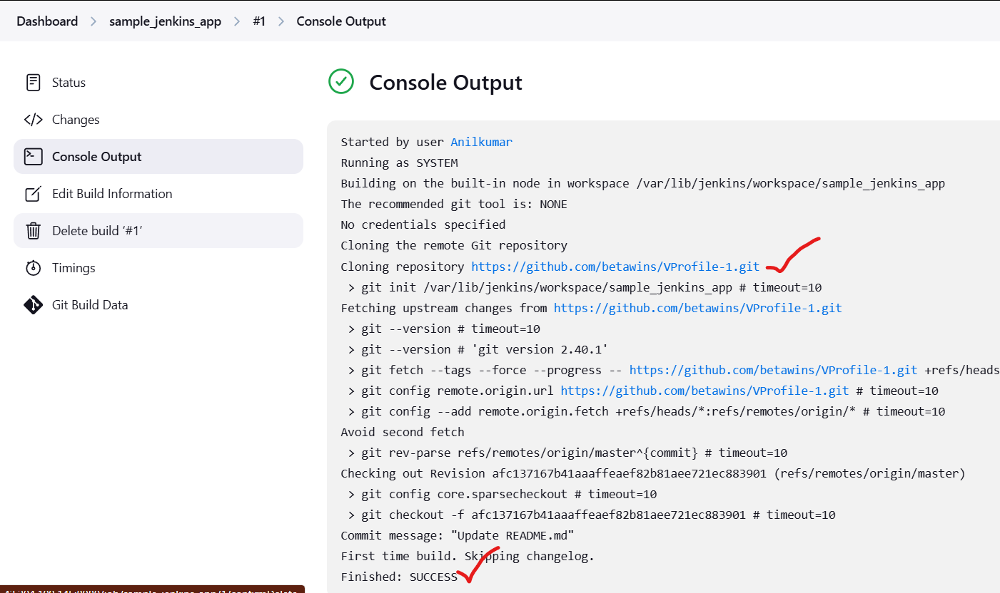 Dashboard > sample_jenkins_app > #1 > Console Output
Status
Changes
Console Output
Edit Build Information
Delete build ‘#1’
Timings
Git Build Data
Console Output
Started by user Anilkumar
Running as SYSTEM
Building on the built-in node in workspace /var/lib/jenkins/workspace/sample_jenkins_app
The recommended git tool is: NONE
No credentials specified
Cloning the remote Git repository
Cloning repository https://github.com/betawins/VProfile-1.git
> git init /var/lib/jenkins/workspace/sample_jenkins_app # timeout=10
Fetching upstream changes from https://github.com/betawins/VProfile-1.git
> git --version # timeout=10
> git --version # 'git version 2.40.1'
> git fetch --tags --force --progress -- https://github.com/betawins/VProfile-1.git +refs/heads
> git config remote.origin.url https://github.com/betawins/VProfile-1.git # timeout=10
> git config --add remote.origin.fetch +refs/heads/*:refs/remotes/origin/* # timeout=10
Avoid second fetch
> git rev-parse refs/remotes/origin/master^{commit} # timeout=10
Checking out Revision afc137167b41aaaffeaef82b81aee721ec883901 (refs/remotes/origin/master)
> git config core.sparsecheckout # timeout=10
> git checkout -f afc137167b41aaaffeaef82b81aee721ec883901 # timeout=10
Commit message: "Update README.md"
First time build. Skipping changelog.
Finished: SUCCESS